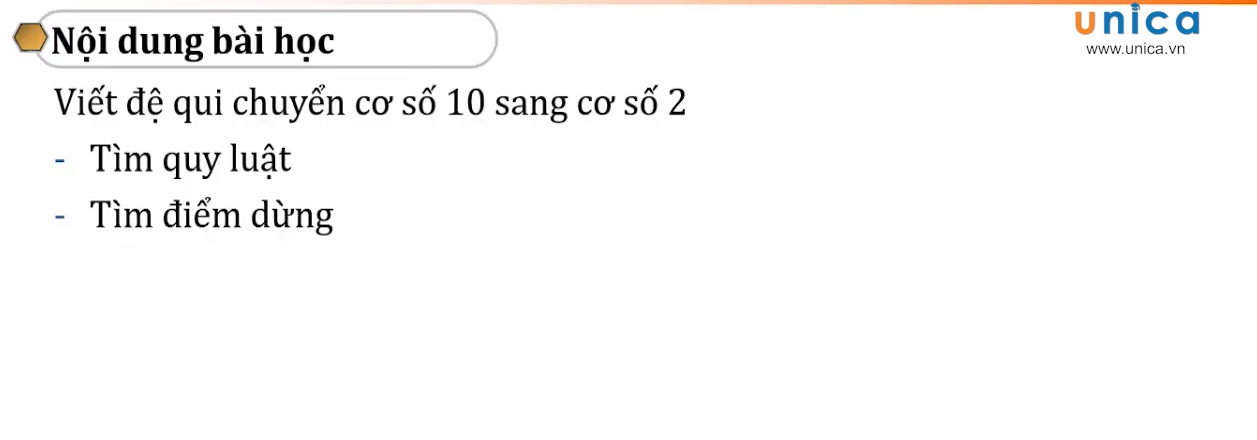 Nội dung bài học
unica
www.unica.vn
Viết đệ qui chuyển cơ số 10 sang cơ số 2
- Tìm quy luật
- Tìm điểm dừng